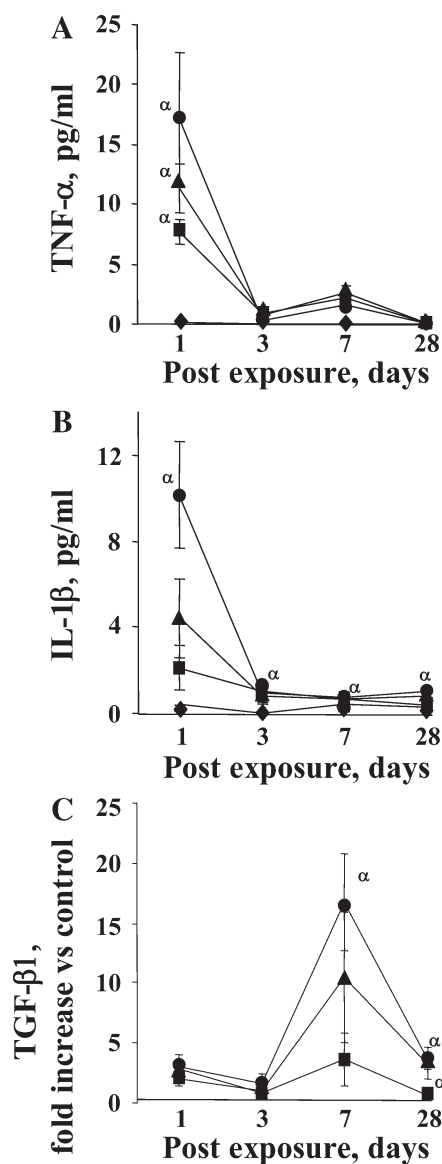 A
TNF-α, pg/ml
25
20
15
10
5
0
α
α
α
1 3 7 28
Post exposure, days
B
IL-1β, pg/ml
12
8
4
0
α
α
α
α
1 3 7 28
Post exposure, days
C
TGF-β1,
fold increase vs control
25
20
15
10
5
0
α
α
α
1 3 7 28
Post exposure, days